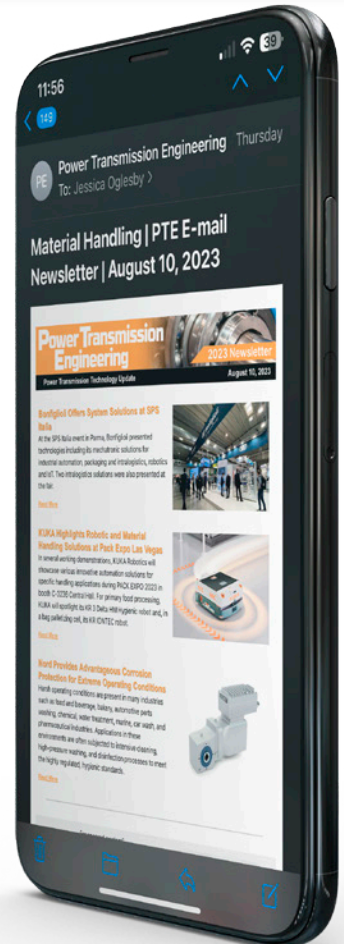 11:56
39
149
PE
Power Transmission Engineering Thursday
To: Jessica Oglesby >
Material Handling | PTE E-mail
Newsletter | August 10, 2023
Power Transmission
Engineering
2023 Newsletter
Power Transmission Technology Update
August 10, 2023
Bonfiglioli Offers System Solutions at SPS
Italia
At the SPS Italia event in Parma, Bonfiglioli presented
technologies including its mechatronic solutions for
industrial automation, packaging and intralogistics, robotics
and IoT. Two intralogistics solutions were also presented at
the fair.
Read More
KUKA Highlights Robotic and Material
Handling Solutions at Pack Expo Las Vegas
In several working demonstrations, KUKA Robotics will
showcase various innovative automation solutions for
specific handling applications during PACK EXPO 2023 in
booth C-3236 Central Hall. For primary food processing,
KUKA will spotlight its KR 3 Delta HM Hygienic robot and, in
a bag palletizing cell, its KR IONTEC robot.
Read More
Nord Provides Advantageous Corrosion
Protection for Extreme Operating Conditions
Harsh operating conditions are present in many industries
such as food and beverage, bakery, automotive parts
washing, chemical, water treatment, marine, car wash, and
pharmaceutical industries. Applications in these
environments are often subjected to intensive cleaning,
high-pressure washing, and disinfection processes to meet
the highly regulated, hygienic standards.
Read More